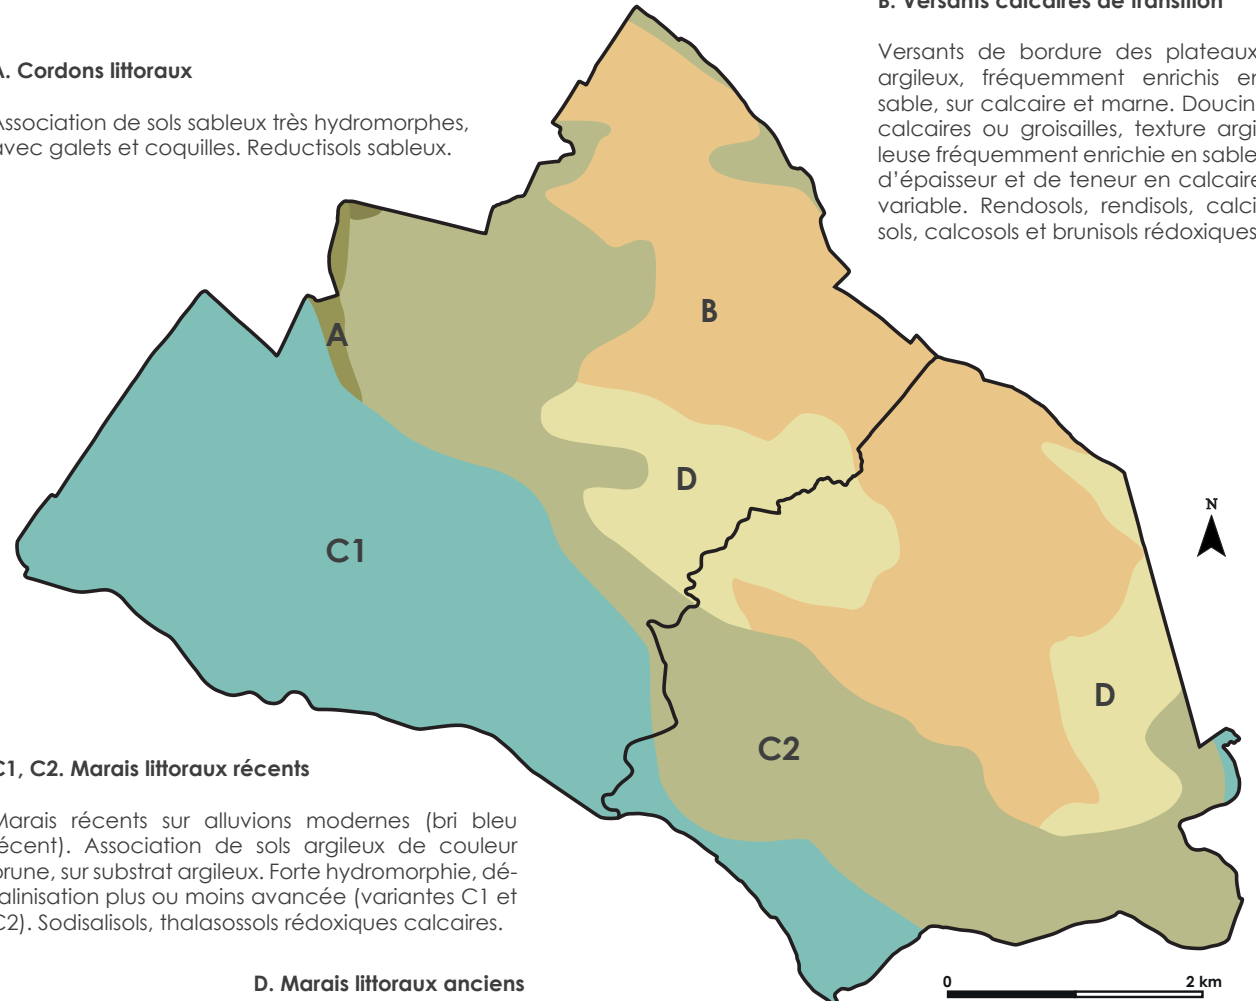 B. Versants calcaires de transition
Versants de bordure des plateaux
argileux, fréquemment enrichis en
sable, sur calcaire et marne. Doucin
calcaires ou groisailles, texture argi
leuse fréquemment enrichie en sable
d'épaisseur et de teneur en calcaire
variable. Rendosols, rendisols, calci
sols, calcosols et brunisols rédoxiques
A. Cordons littoraux
Association de sols sableux très hydromorphes,
avec galets et coquilles. Reductisols sableux.
A
B
D
C1
N
D
C2
C1, C2. Marais littoraux récents
Marais récents sur alluvions modernes (bri bleu
récent). Association de sols argileux de couleur
brune, sur substrat argileux. Forte hydromorphie, dé-
salinisation plus ou moins avancée (variantes C1 et
C2). Sodisalisols, thalasossols rédoxiques calcaires.
D. Marais littoraux anciens
0 2 km